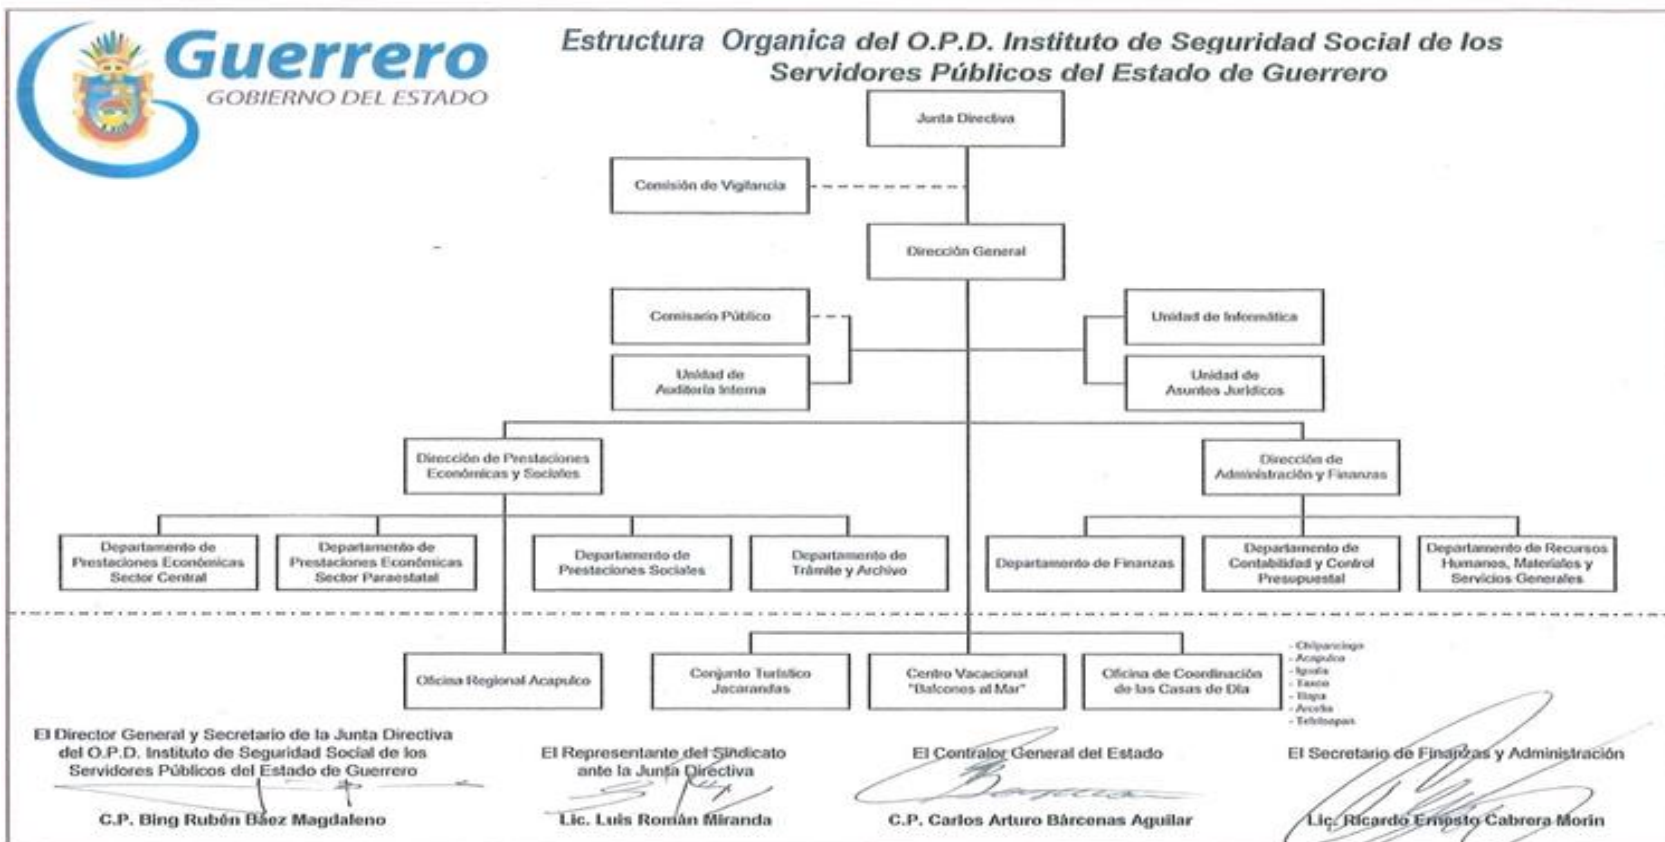 Guerrero
GOBIERNO DEL ESTADO
Estructura Organica del O.P.D. Instituto de Seguridad Social de los
Servidores Públicos del Estado de Guerrero
Junta Directiva
Comisión de Vigilancia
Dirección General
Comisario Público
Unidad de Informática
Unidad de
Auditoría Interna
Unidad de
Asuntos Jurídicos
Dirección de Prestaciones
Económicas y Sociales
Dirección de
Administración y Finanzas
Departamento de
Prestaciones Económicas
Sector Central
Departamento de
Prestaciones Económicas
Sector Paraestatal
Departamento de
Prestaciones Sociales
Departamento de
Trámite y Archivo
Departamento de Finanzas
Departamento de
Contabilidad y Control
Presupuestal
Departamento de Recursos
Humanos, Materiales y
Servicios Generales
Oficina Regional Acapulco
Conjunto Turístico
Jacarandas
Centro Vacacional
"Balcones al Mar"
Oficina de Coordinación
de las Casas de Día
- Chilpancingo
- Acapulco
- Iguala
- Taxco
- Tlapa
- Arcelia
- Teloloapan
El Director General y Secretario de la Junta Directiva
del O.P.D. Instituto de Seguridad Social de los
Servidores Públicos del Estado de Guerrero
C.P. Bing Rubén Báez Magdaleno
El Representante del Sindicato
ante la Junta Directiva
Lic. Luis Román Miranda
El Contralor General del Estado
C.P. Carlos Arturo Bárcenas Aguilar
El Secretario de Finanzas y Administración
Lic. Ricardo Ernesto Cabrera Morin